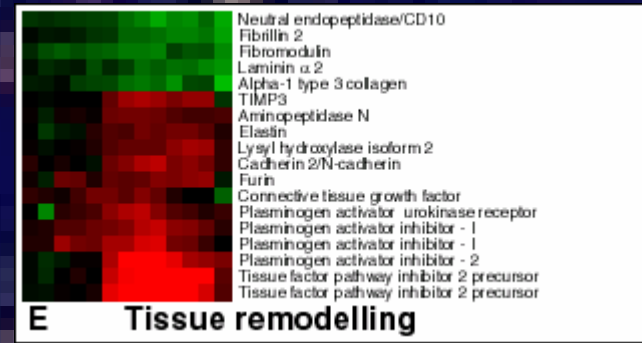 Neutral endopeptidase/CD10
Fibrillin 2
Fibromodulin
Laminin α 2
Alpha-1 type 3 collagen
TIMP3
Aminopeptidase N
Elastin
Lysyl hydroxylase isoform 2
Cadherin 2/N-cadherin
Furin
Connective tissue growth factor
Plasminogen activator urokinase receptor
Plasminogen activator inhibitor - I
Plasminogen activator inhibitor - I
Plasminogen activator inhibitor - 2
Tissue factor pathway inhibitor 2 precursor
Tissue factor pathway inhibitor 2 precursor
E Tissue remodelling